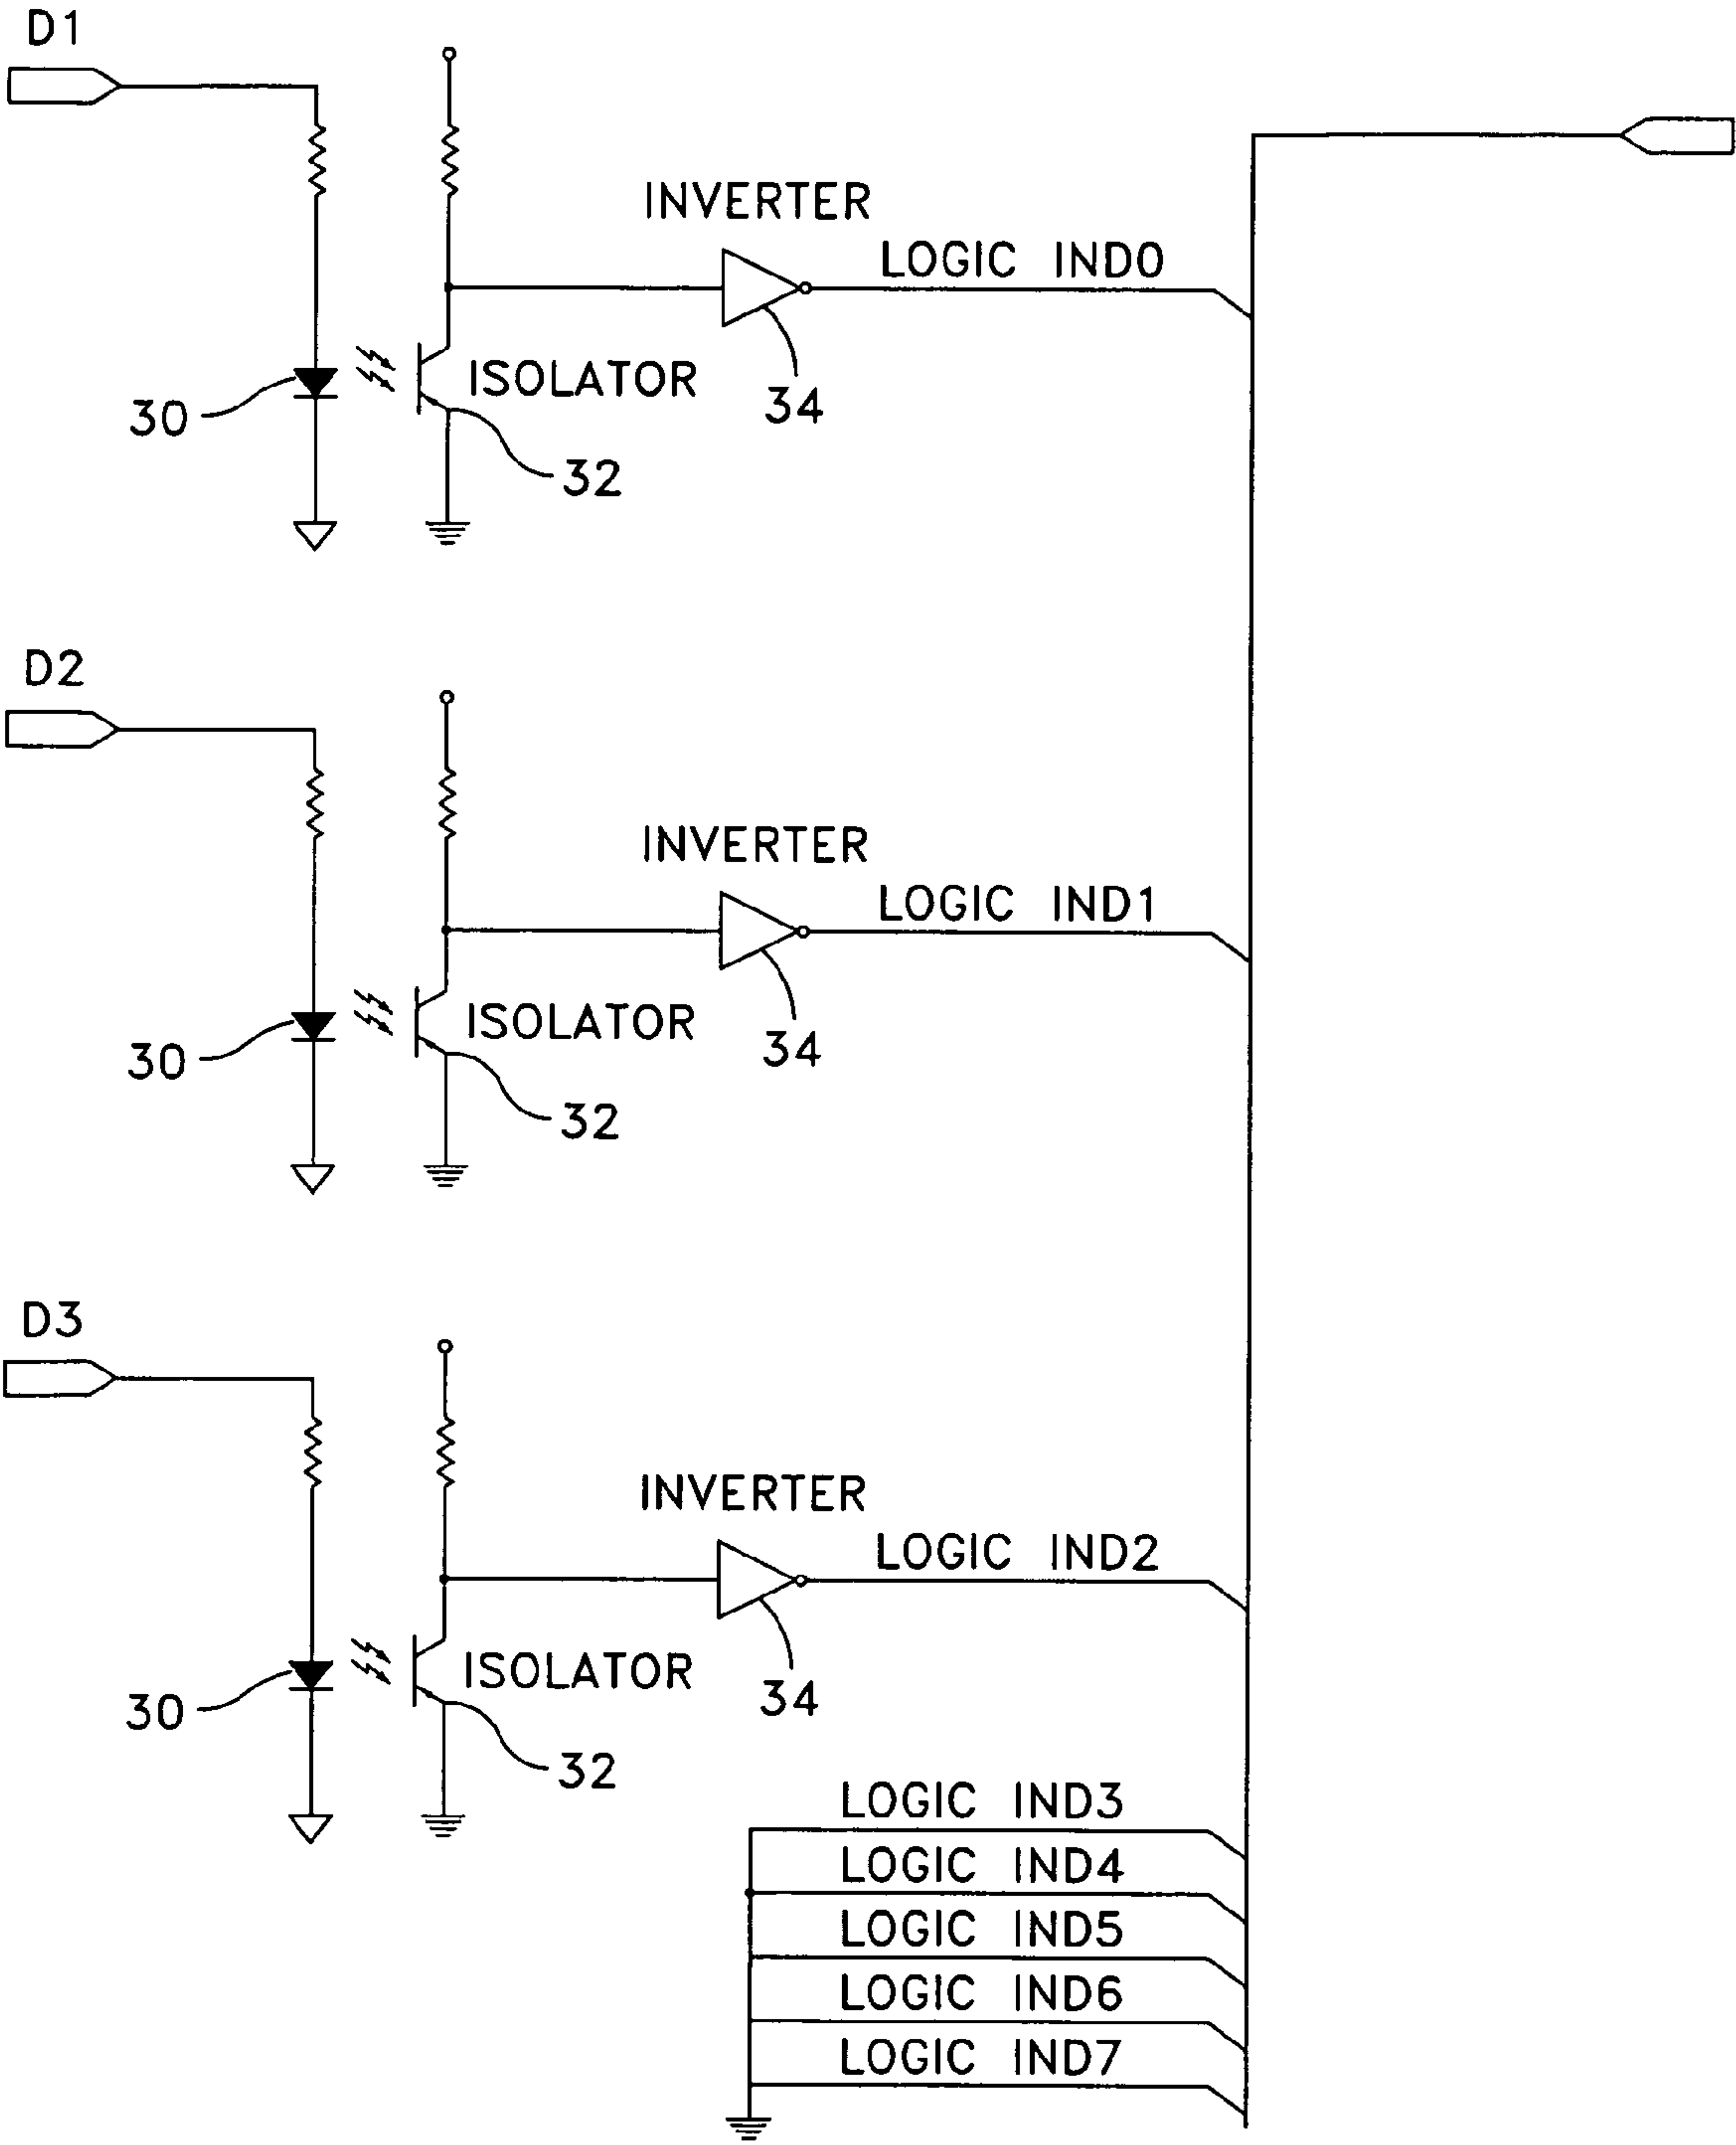 D1
INVERTER
LOGIC IND0
ISOLATOR
34
30
32
D2
INVERTER
LOGIC IND1
ISOLATOR
34
30
32
D3
INVERTER
LOGIC IND2
ISOLATOR
34
30
32
LOGIC IND3
LOGIC IND4
LOGIC IND5
LOGIC IND6
LOGIC IND7